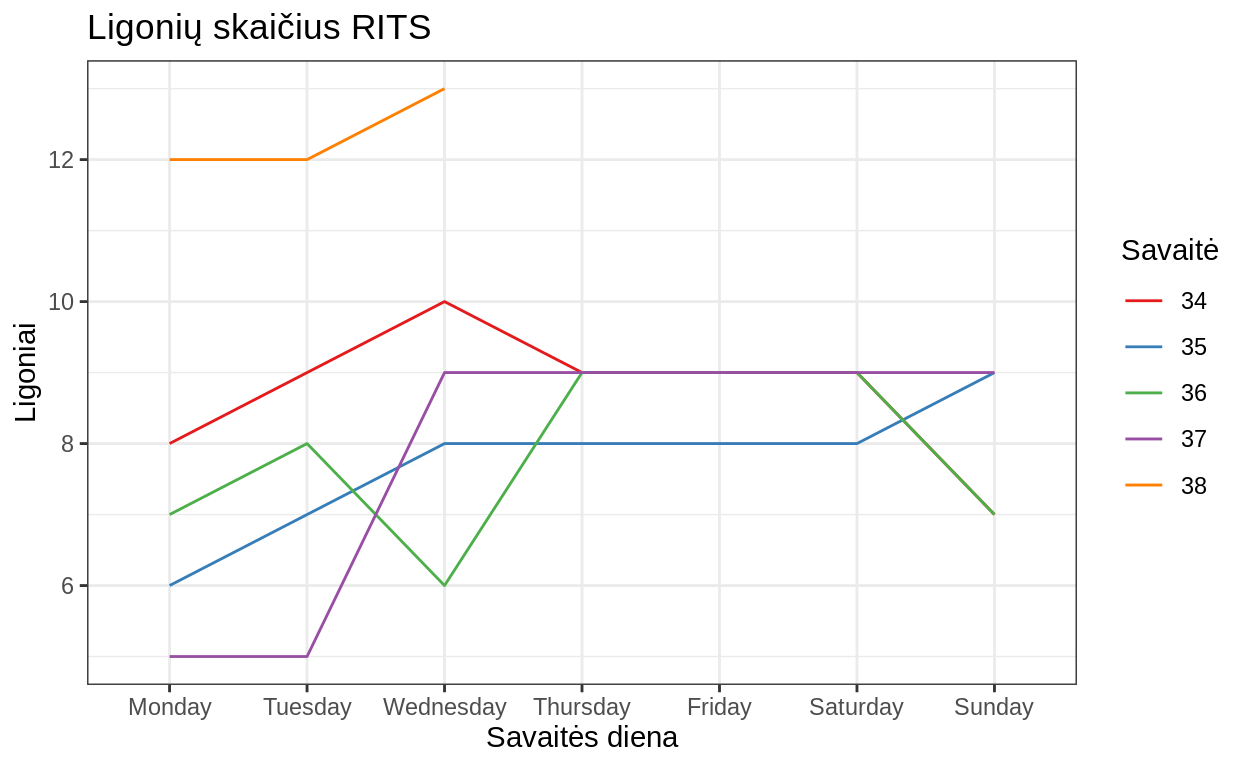 Ligonių skaičius RITS
12
10
8
6
Ligoniai
Monday Tuesday Wednesday Thursday Friday Saturday Sunday
Savaitės diena
Savaitė
34
35
36
37
38